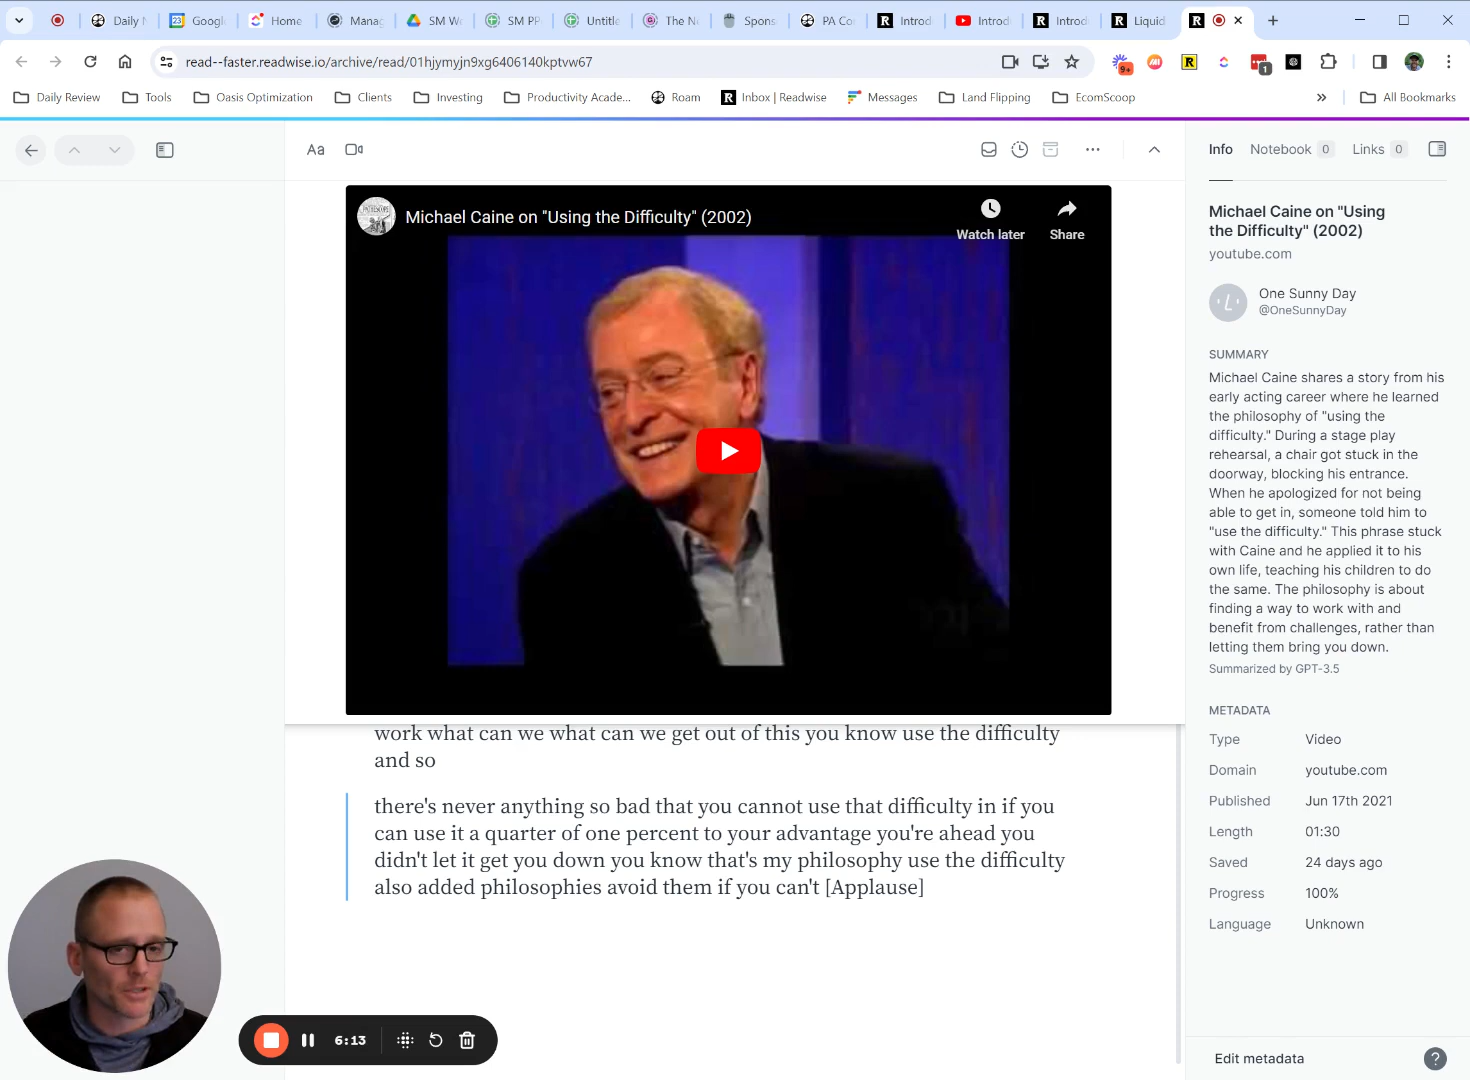 Daily N
23
Googl
Home
Manag
SM Wo
SM PP
Untitle
The N
Spons
PA Co
Introd
Introd
Introd
Liquid
read--faster.readwise.io/archive/read/01hjymyjn9xg6406140kptvw67
9+
1
Daily Review
Tools
Oasis Optimization
Clients
Investing
Productivity Acade...
Roam
Inbox | Readwise
Messages
Land Flipping
EcomScoop
»
All Bookmarks
Aa
Info
Notebook 0
Links 0
Michael Caine on "Using the Difficulty" (2002)
Watch later
Share
work what can we what can we get out of this you know use the difficulty
and so
there's never anything so bad that you cannot use that difficulty in if you
can use it a quarter of one percent to your advantage you're ahead you
didn't let it get you down you know that's my philosophy use the difficulty
also added philosophies avoid them if you can't [Applause]
6:13
Michael Caine on "Using
the Difficulty" (2002)
youtube.com
One Sunny Day
@OneSunnyDay
SUMMARY
Michael Caine shares a story from his
early acting career where he learned
the philosophy of "using the
difficulty." During a stage play
rehearsal, a chair got stuck in the
doorway, blocking his entrance.
When he apologized for not being
able to get in, someone told him to
"use the difficulty." This phrase stuck
with Caine and he applied it to his
own life, teaching his children to do
the same. The philosophy is about
finding a way to work with and
benefit from challenges, rather than
letting them bring you down.
Summarized by GPT-3.5
METADATA
Type Video
Domain youtube.com
Published Jun 17th 2021
Length 01:30
Saved 24 days ago
Progress 100%
Language Unknown
Edit metadata
?